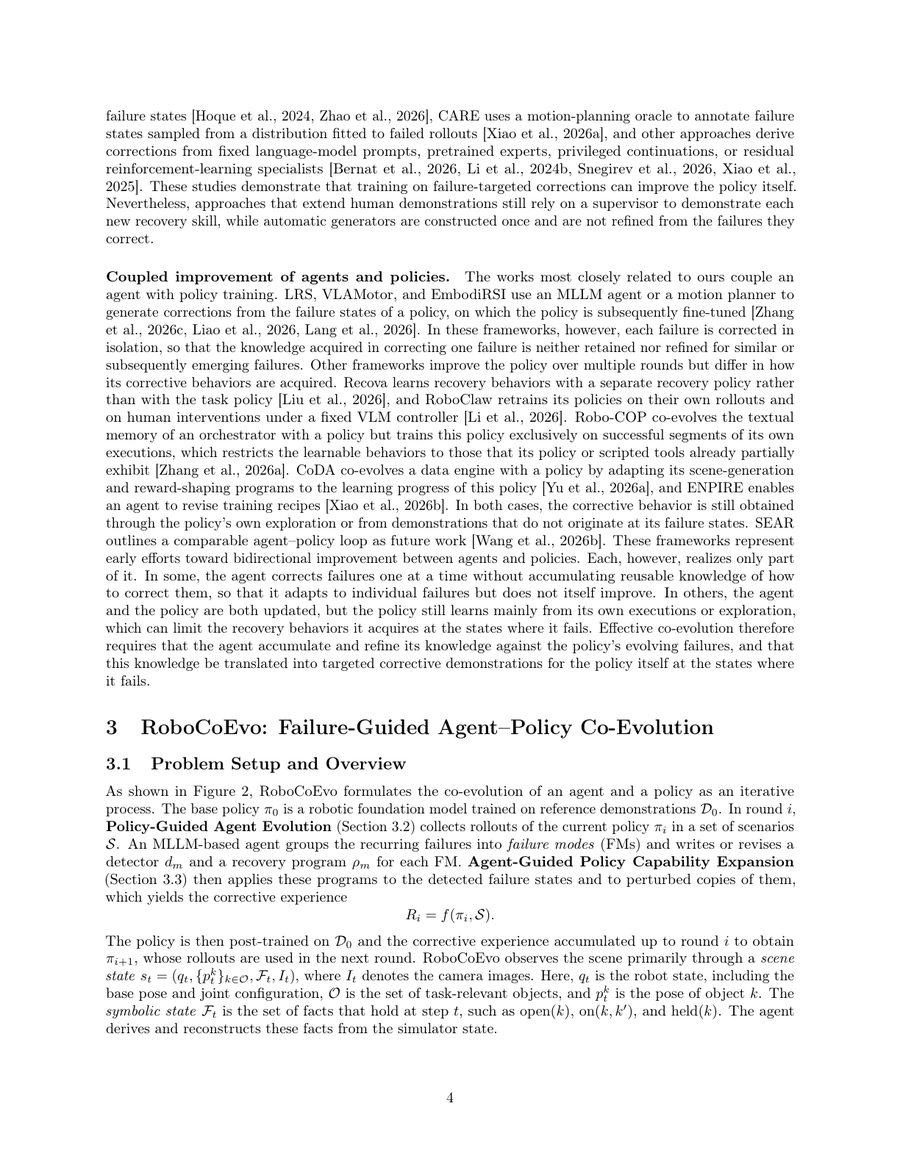 failure states [Hoque et al., 2024, Zhao et al., 2026], CARE uses a motion-planning oracle to annotate failure
states sampled from a distribution fitted to failed rollouts [Xiao et al., 2026a], and other approaches derive
corrections from fixed language-model prompts, pretrained experts, privileged continuations, or residual
reinforcement-learning specialists [Bernat et al., 2026, Li et al., 2024b, Snegirev et al., 2026, Xiao et al.,
2025]. These studies demonstrate that training on failure-targeted corrections can improve the policy itself.
Nevertheless, approaches that extend human demonstrations still rely on a supervisor to demonstrate each
new recovery skill, while automatic generators are constructed once and are not refined from the failures they
correct.
Coupled improvement of agents and policies. The works most closely related to ours couple an
agent with policy training. LRS, VLAMotor, and EmbodiRSI use an MLLM agent or a motion planner to
generate corrections from the failure states of a policy, on which the policy is subsequently fine-tuned [Zhang
et al., 2026c, Liao et al., 2026, Lang et al., 2026]. In these frameworks, however, each failure is corrected in
isolation, so that the knowledge acquired in correcting one failure is neither retained nor refined for similar or
subsequently emerging failures. Other frameworks improve the policy over multiple rounds but differ in how
its corrective behaviors are acquired. Recova learns recovery behaviors with a separate recovery policy rather
than with the task policy [Liu et al., 2026], and RoboClaw retrains its policies on their own rollouts and
on human interventions under a fixed VLM controller [Li et al., 2026]. Robo-COP co-evolves the textual
memory of an orchestrator with a policy but trains this policy exclusively on successful segments of its own
executions, which restricts the learnable behaviors to those that its policy or scripted tools already partially
exhibit [Zhang et al., 2026a]. CoDA co-evolves a data engine with a policy by adapting its scene-generation
and reward-shaping programs to the learning progress of this policy [Yu et al., 2026a], and ENPIRE enables
an agent to revise training recipes [Xiao et al., 2026b]. In both cases, the corrective behavior is still obtained
through the policy's own exploration or from demonstrations that do not originate at its failure states. SEAR
outlines a comparable agent–policy loop as future work [Wang et al., 2026b]. These frameworks represent
early efforts toward bidirectional improvement between agents and policies. Each, however, realizes only part
of it. In some, the agent corrects failures one at a time without accumulating reusable knowledge of how
to correct them, so that it adapts to individual failures but does not itself improve. In others, the agent
and the policy are both updated, but the policy still learns mainly from its own executions or exploration,
which can limit the recovery behaviors it acquires at the states where it fails. Effective co-evolution therefore
requires that the agent accumulate and refine its knowledge against the policy's evolving failures, and that
this knowledge be translated into targeted corrective demonstrations for the policy itself at the states where
it fails.
3 RoboCoEvo: Failure-Guided Agent–Policy Co-Evolution
3.1 Problem Setup and Overview
As shown in Figure 2, RoboCoEvo formulates the co-evolution of an agent and a policy as an iterative
process. The base policy π₀ is a robotic foundation model trained on reference demonstrations 𝒟₀. In round i,
Policy-Guided Agent Evolution (Section 3.2) collects rollouts of the current policy πᵢ in a set of scenarios
𝒮. An MLLM-based agent groups the recurring failures into failure modes (FMs) and writes or revises a
detector dₘ and a recovery program ρₘ for each FM. Agent-Guided Policy Capability Expansion
(Section 3.3) then applies these programs to the detected failure states and to perturbed copies of them,
which yields the corrective experience
Rᵢ = f(πᵢ, 𝒮).
The policy is then post-trained on 𝒟₀ and the corrective experience accumulated up to round i to obtain
πᵢ₊₁, whose rollouts are used in the next round. RoboCoEvo observes the scene primarily through a scene
state sₜ = (qₜ, {pₜᵏ}ₖ∈𝒪, ℱₜ, Iₜ), where Iₜ denotes the camera images. Here, qₜ is the robot state, including the
base pose and joint configuration, 𝒪 is the set of task-relevant objects, and pₜᵏ is the pose of object k. The
symbolic state ℱₜ is the set of facts that hold at step t, such as open(k), on(k, k′), and held(k). The agent
derives and reconstructs these facts from the simulator state.
4